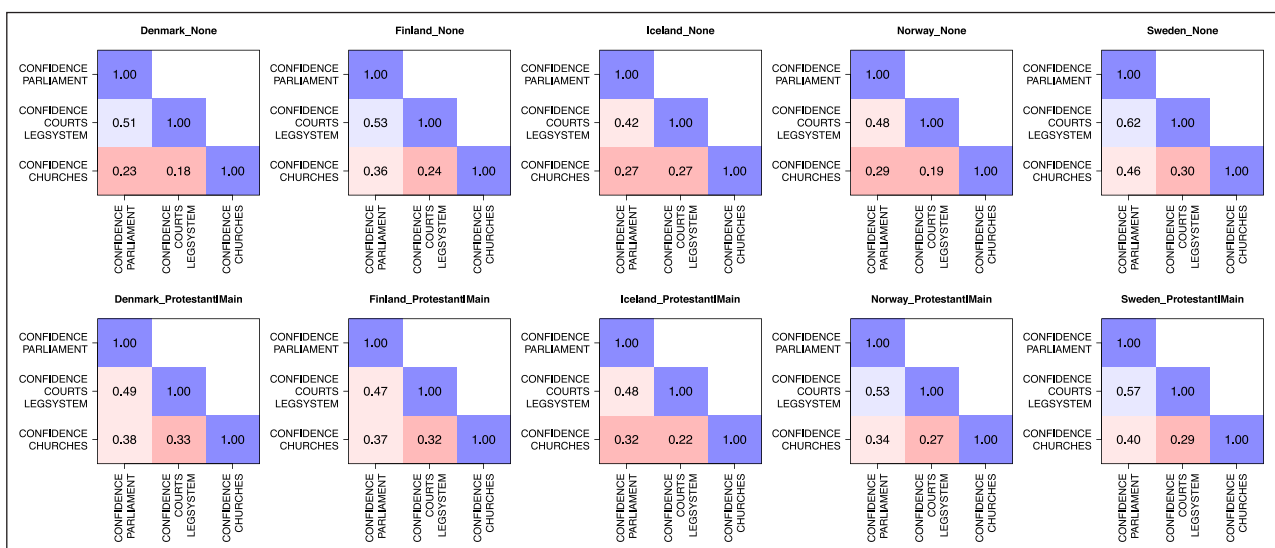 Denmark_None
CONFIDENCE
PARLIAMENT
1.00
CONFIDENCE
COURTS
LEGSYSTEM
0.51 1.00
CONFIDENCE
CHURCHES
0.23 0.18 1.00
CONFIDENCE
PARLIAMENT
CONFIDENCE
COURTS
LEGSYSTEM
CONFIDENCE
CHURCHES
Finland_None
CONFIDENCE
PARLIAMENT
1.00
CONFIDENCE
COURTS
LEGSYSTEM
0.53 1.00
CONFIDENCE
CHURCHES
0.36 0.24 1.00
CONFIDENCE
PARLIAMENT
CONFIDENCE
COURTS
LEGSYSTEM
CONFIDENCE
CHURCHES
Iceland_None
CONFIDENCE
PARLIAMENT
1.00
CONFIDENCE
COURTS
LEGSYSTEM
0.42 1.00
CONFIDENCE
CHURCHES
0.27 0.27 1.00
CONFIDENCE
PARLIAMENT
CONFIDENCE
COURTS
LEGSYSTEM
CONFIDENCE
CHURCHES
Norway_None
CONFIDENCE
PARLIAMENT
1.00
CONFIDENCE
COURTS
LEGSYSTEM
0.48 1.00
CONFIDENCE
CHURCHES
0.29 0.19 1.00
CONFIDENCE
PARLIAMENT
CONFIDENCE
COURTS
LEGSYSTEM
CONFIDENCE
CHURCHES
Sweden_None
CONFIDENCE
PARLIAMENT
1.00
CONFIDENCE
COURTS
LEGSYSTEM
0.62 1.00
CONFIDENCE
CHURCHES
0.46 0.30 1.00
CONFIDENCE
PARLIAMENT
CONFIDENCE
COURTS
LEGSYSTEM
CONFIDENCE
CHURCHES
Denmark_Protestant|Main
CONFIDENCE
PARLIAMENT
1.00
CONFIDENCE
COURTS
LEGSYSTEM
0.49 1.00
CONFIDENCE
CHURCHES
0.38 0.33 1.00
CONFIDENCE
PARLIAMENT
CONFIDENCE
COURTS
LEGSYSTEM
CONFIDENCE
CHURCHES
Finland_Protestant|Main
CONFIDENCE
PARLIAMENT
1.00
CONFIDENCE
COURTS
LEGSYSTEM
0.47 1.00
CONFIDENCE
CHURCHES
0.37 0.32 1.00
CONFIDENCE
PARLIAMENT
CONFIDENCE
COURTS
LEGSYSTEM
CONFIDENCE
CHURCHES
Iceland_Protestant|Main
CONFIDENCE
PARLIAMENT
1.00
CONFIDENCE
COURTS
LEGSYSTEM
0.48 1.00
CONFIDENCE
CHURCHES
0.32 0.22 1.00
CONFIDENCE
PARLIAMENT
CONFIDENCE
COURTS
LEGSYSTEM
CONFIDENCE
CHURCHES
Norway_Protestant|Main
CONFIDENCE
PARLIAMENT
1.00
CONFIDENCE
COURTS
LEGSYSTEM
0.53 1.00
CONFIDENCE
CHURCHES
0.34 0.27 1.00
CONFIDENCE
PARLIAMENT
CONFIDENCE
COURTS
LEGSYSTEM
CONFIDENCE
CHURCHES
Sweden_Protestant|Main
CONFIDENCE
PARLIAMENT
1.00
CONFIDENCE
COURTS
LEGSYSTEM
0.57 1.00
CONFIDENCE
CHURCHES
0.40 0.29 1.00
CONFIDENCE
PARLIAMENT
CONFIDENCE
COURTS
LEGSYSTEM
CONFIDENCE
CHURCHES